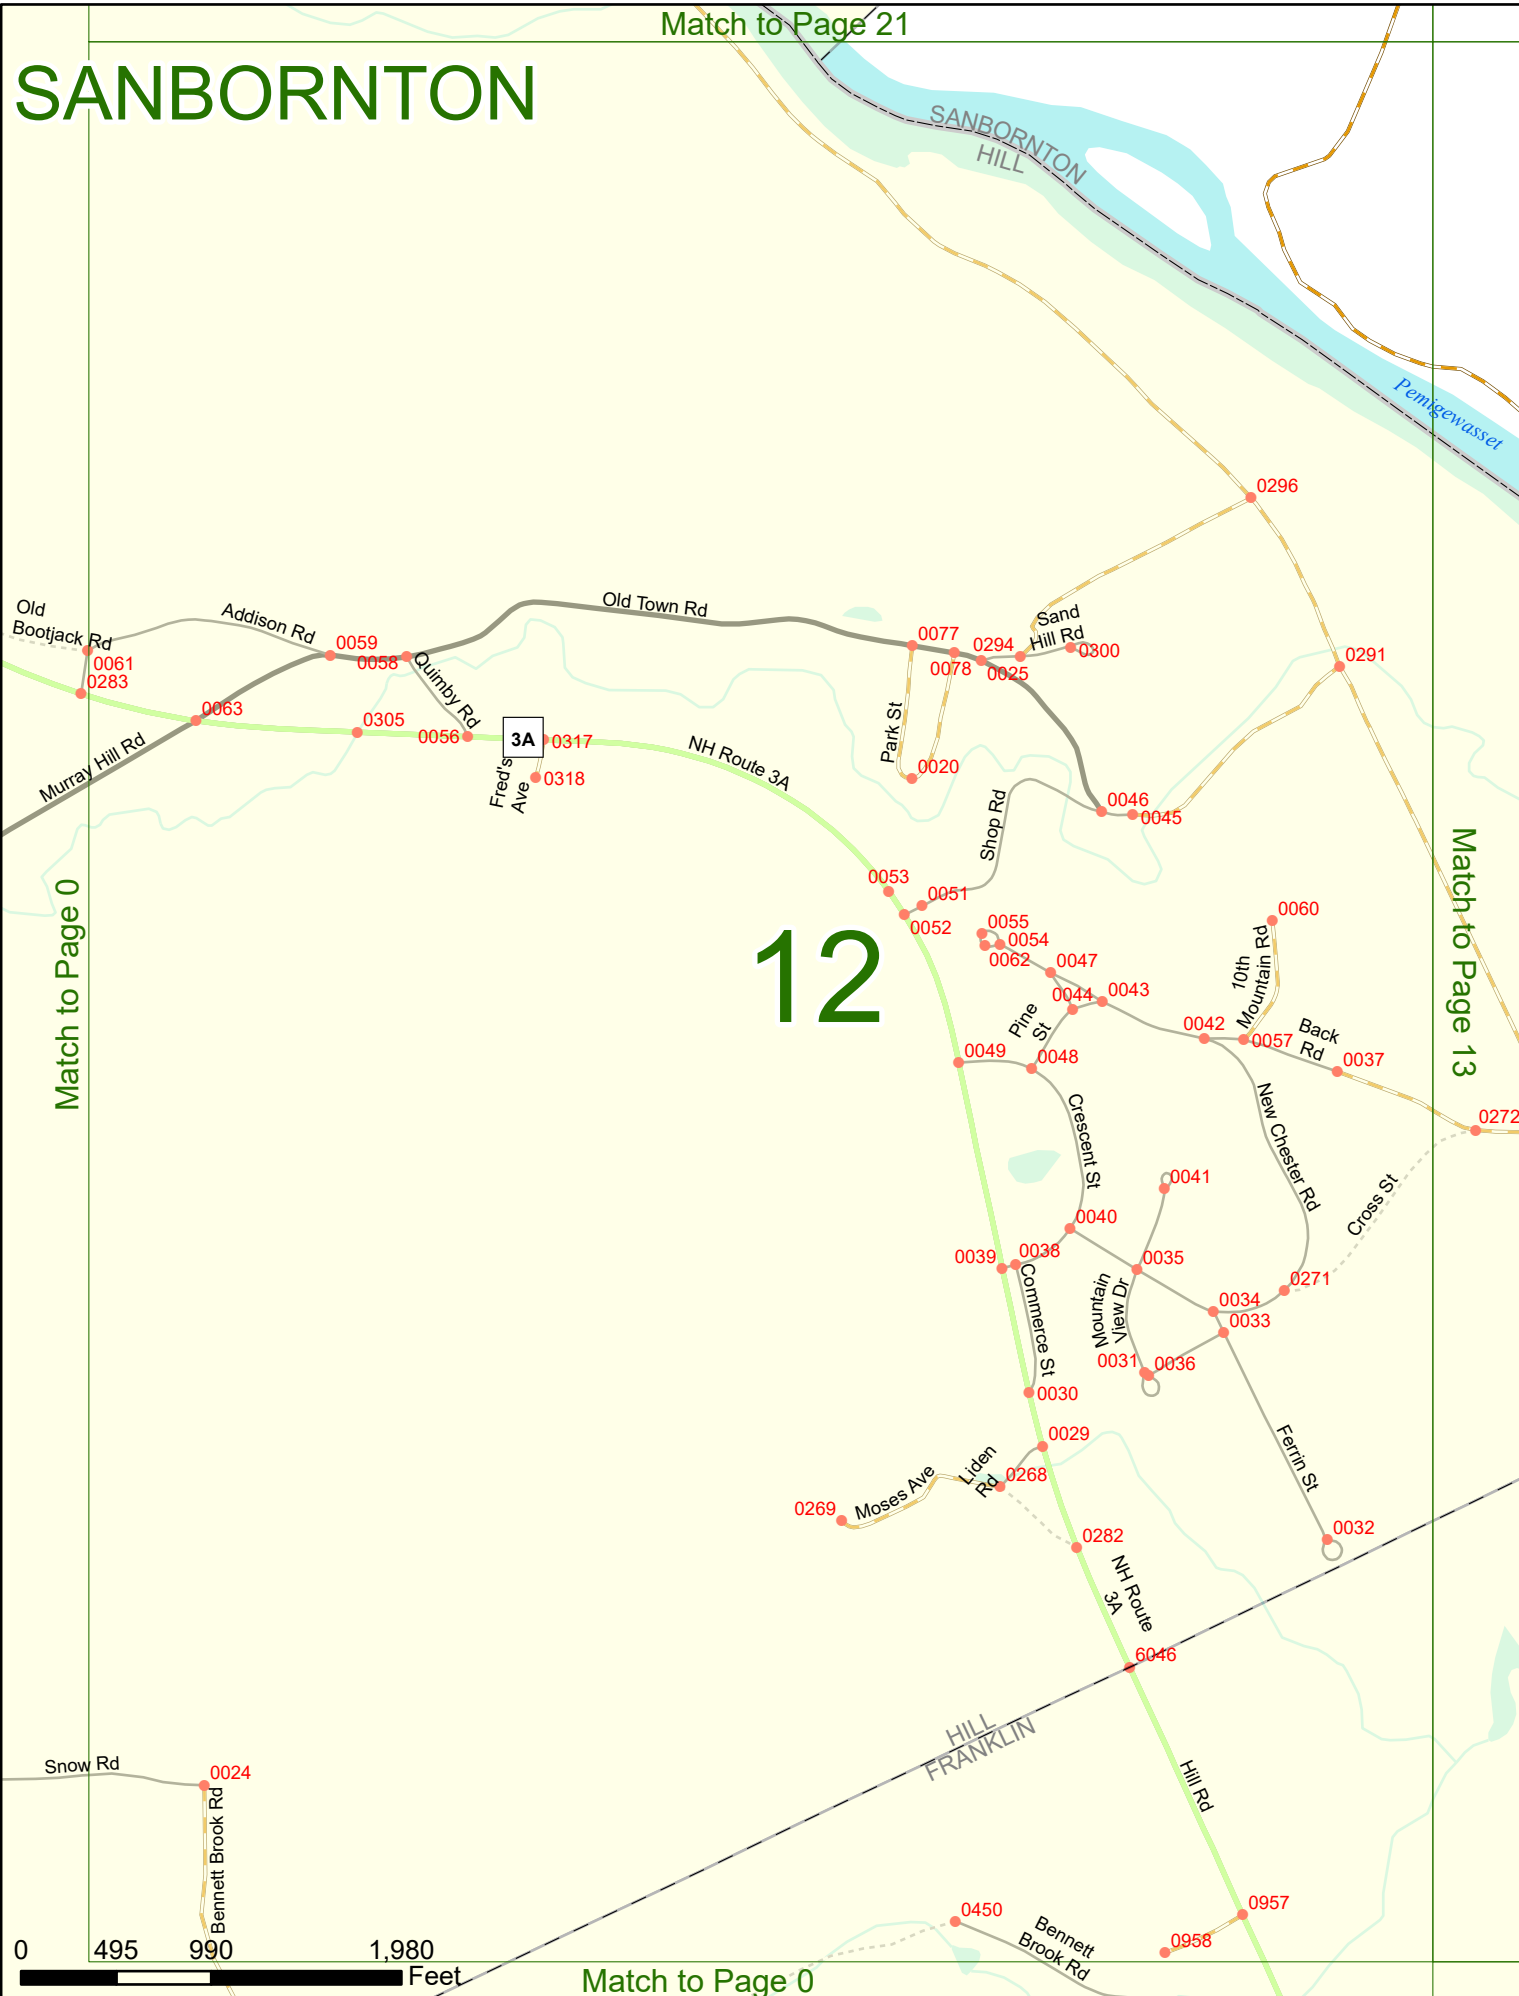 Match to Page 21
SANBORNTON
SANBORNTON
HILL
Pemigewasset
0296
Old
Bootjack Rd
Addison Rd
Old Town Rd
Sand
Hill Rd
0059
0058
0061
0283
0063
Quimby Rd
0077
0294
0078
0025
0300
0291
Murray Hill Rd
0305
0056
3A
0317
0318
Fred's
Ave
NH Route 3A
Park St
0020
Shop Rd
0046
0045
Match to Page 0
Match to Page 13
12
0053
0051
0052
0055
0054
0062
0047
0044
0043
0060
10th
Mountain Rd
Pine
St
0042
0057
Back
Rd
0037
0049
0048
Crescent St
New Chester Rd
0272
Cross St
0041
0040
0039
0038
0035
0271
Commerce St
Mountain
View Dr
0034
0033
0031
0036
0030
0029
Ferrin St
Liden
Rd
0268
Moses Ave
0269
0032
0282
NH Route
3A
6046
HILL
FRANKLIN
Hill Rd
Snow Rd
0024
Bennett Brook Rd
0450
Bennett
Brook Rd
0957
0958
0 495 990 1,980
Feet
Match to Page 0